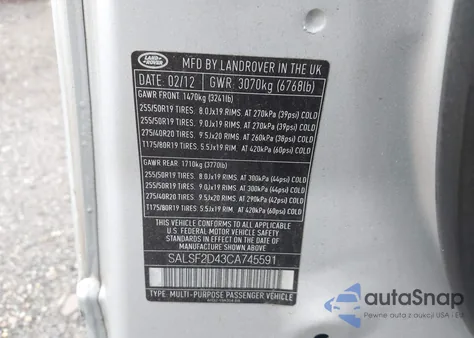 LAND ROVER
MFD BY LANDROVER IN THE UK
DATE: 02/12 GWR: 3070kg (6768lb)
GAWR FRONT: 1470kg (3241lb)
255/50R19 TIRES: 8.0Jx19 RIMS. AT 270kPa (39psi) COLD
255/50R19 TIRES: 9.0Jx19 RIMS. AT 270kPa (39psi) COLD
275/40R20 TIRES: 9.5Jx20 RIMS. AT 260kPa (38psi) COLD
T175/80R19 TIRES: 5.5Jx19 RIMS. AT 420kPa (60psi) COLD
GAWR REAR: 1710kg (3770lb)
255/50R19 TIRES: 8.0Jx19 RIMS. AT 300kPa (44psi) COLD
255/50R19 TIRES: 9.0Jx19 RIMS. AT 300kPa (44psi) COLD
275/40R20 TIRES: 9.5Jx20 RIMS. AT 290kPa (42psi) COLD
T175/80R19 TIRES: 5.5Jx19 RIMS. AT 420kPa (60psi) COLD
THIS VEHICLE CONFORMS TO ALL APPLICABLE
U.S. FEDERAL MOTOR VEHICLE SAFETY STANDARDS
IN EFFECT ON THE DATE OF MANUFACTURE SHOWN ABOVE
SALSF2D43CA745591
TYPE: MULTI-PURPOSE PASSENGER VEHICLE
autoSnap